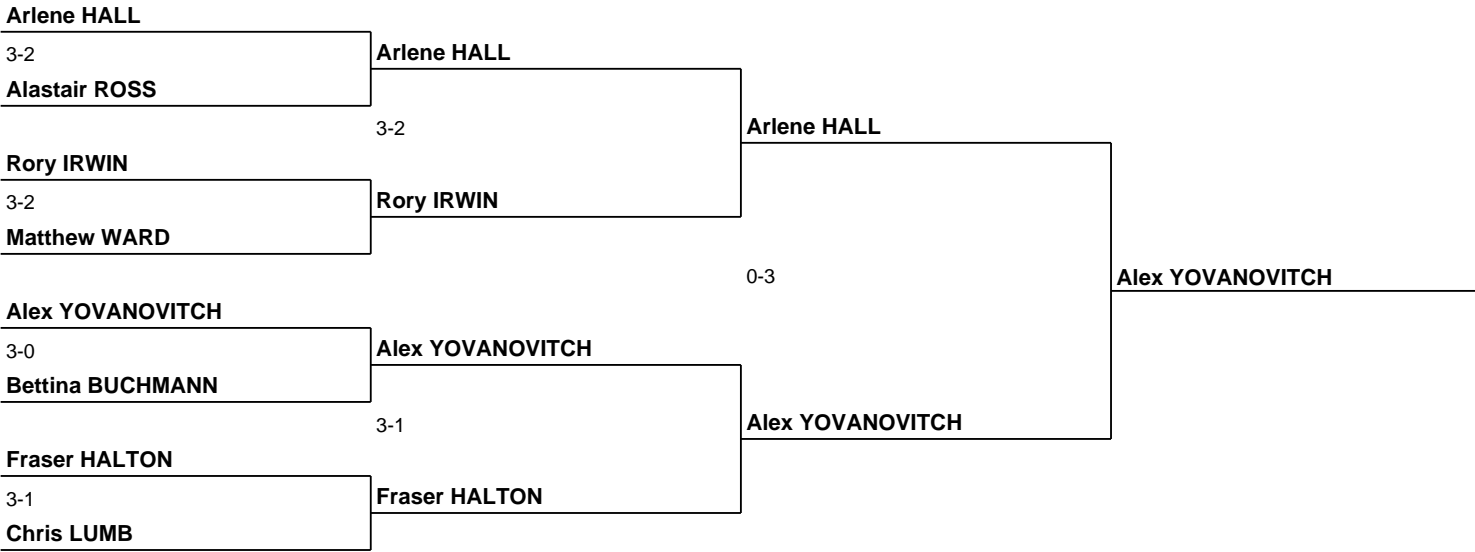 Arlene HALL
3-2
Arlene HALL
Alastair ROSS
3-2
Arlene HALL
Rory IRWIN
3-2
Rory IRWIN
Matthew WARD
0-3
Alex YOVANOVITCH
Alex YOVANOVITCH
3-0
Alex YOVANOVITCH
Bettina BUCHMANN
3-1
Alex YOVANOVITCH
Fraser HALTON
3-1
Fraser HALTON
Chris LUMB